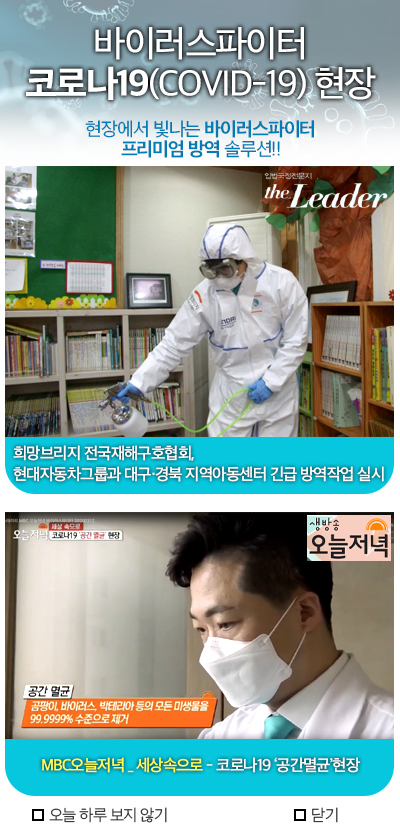 바이러스파이터
코로나19(COVID-19) 현장
현장에서 빛나는 바이러스파이터
프리미엄 방역 솔루션!!
입법국정전문지
the Leader
희망브리지 전국재해구호협회,
현대자동차그룹과 대구·경북 지역아동센터 긴급 방역작업 실시
오늘저녁
세상 속으로
코로나19 '공간 멸균' 현장
생방송
오늘저녁
공간 멸균
곰팡이, 바이러스, 박테리아 등의 모든 미생물을
99.9999% 수준으로 제거
MBC오늘저녁 _ 세상속으로 - 코로나19 '공간멸균'현장
오늘 하루 보지 않기
닫기